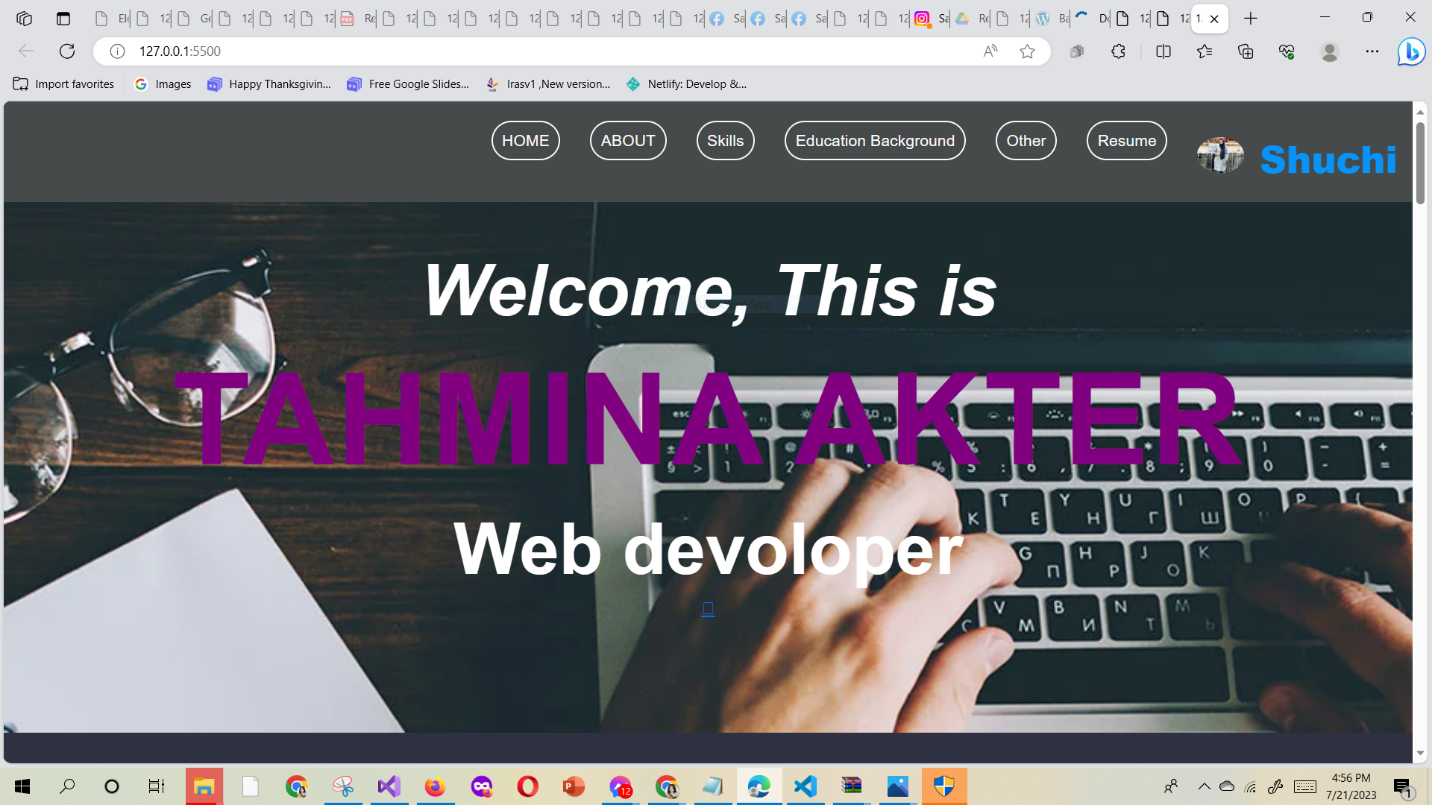 127.0.0.1:5500
Import favorites
Images
Happy Thanksgivin...
Free Google Slides...
Irasv1 ,New version...
Netlify: Develop &...
HOME
ABOUT
Skills
Education Background
Other
Resume
Shuchi
Welcome, This is
TAHMINA AKTER
Web devoloper
4:56 PM
7/21/2023